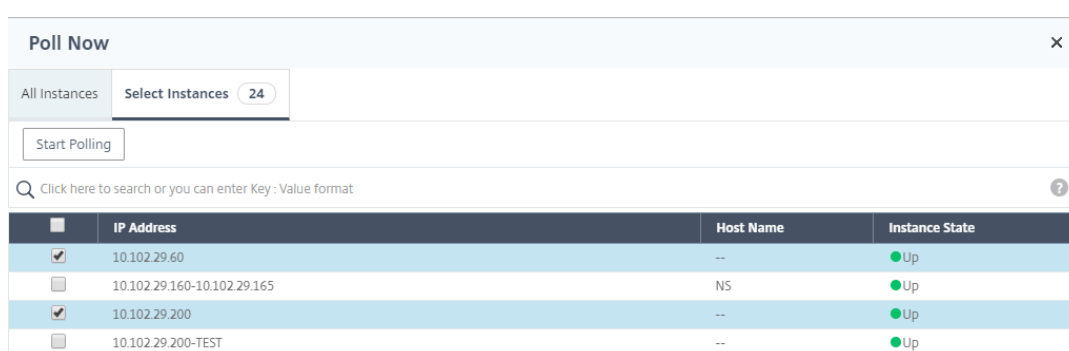 Poll Now
All Instances Select Instances 24
Start Polling
Click here to search or you can enter Key : Value format
IP Address Host Name Instance State
10.102.29.60 -- Up
10.102.29.160-10.102.29.165 NS Up
10.102.29.200 -- Up
10.102.29.200-TEST -- Up